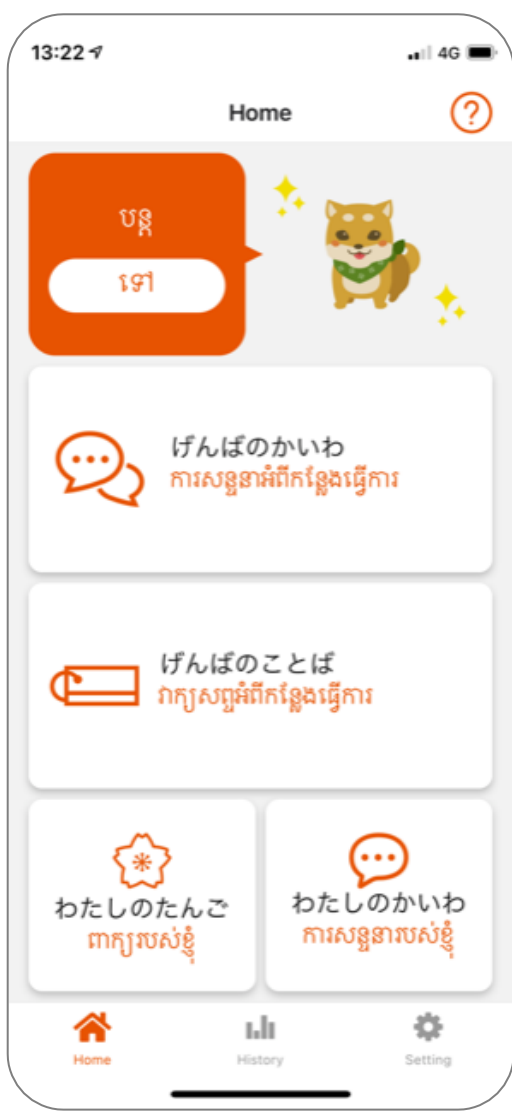 13:22
4G
Home
?
បន្ត
ទៅ
げんばのかいわ
ការសន្ទនាអំពីកន្លែងធ្វើការ
げんばのことば
វាក្យសព្ទអំពីកន្លែងធ្វើការ
わたしのたんご
ពាក្យរបស់ខ្ញុំ
わたしのかいわ
ការសន្ទនារបស់ខ្ញុំ
Home
History
Setting